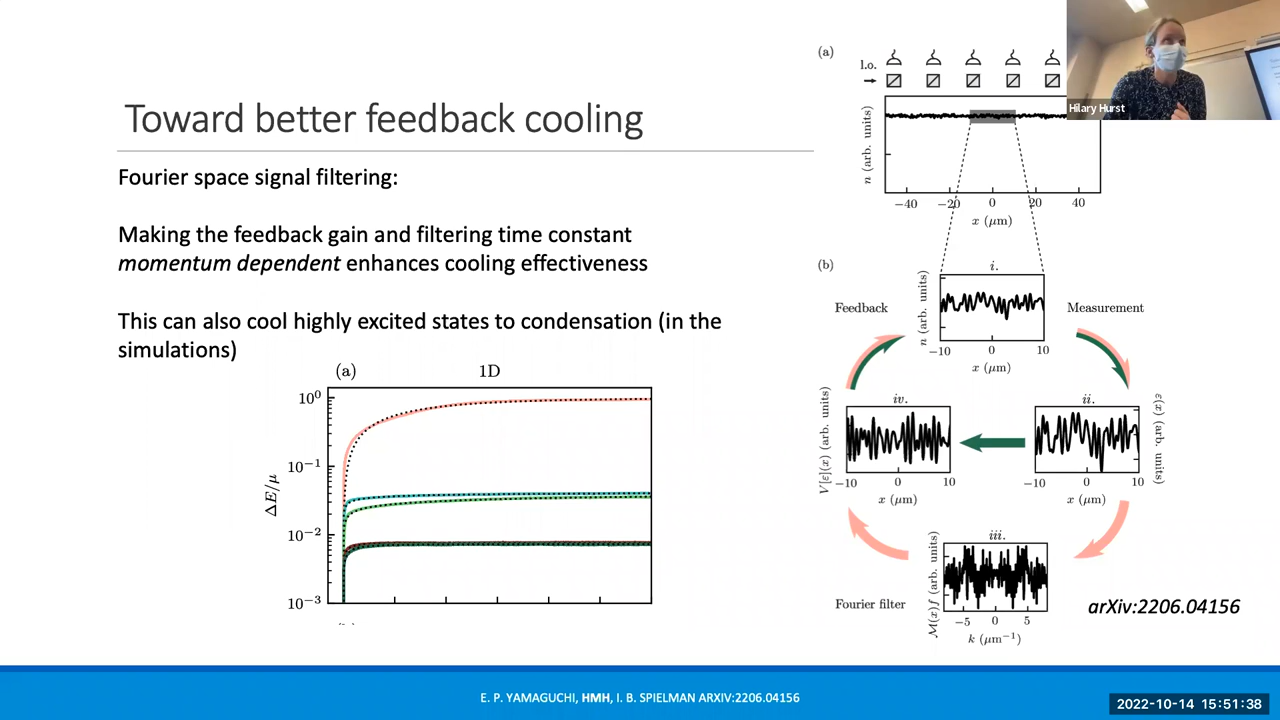 Toward better feedback cooling
Fourier space signal filtering:
Making the feedback gain and filtering time constant
momentum dependent enhances cooling effectiveness
This can also cool highly excited states to condensation (in the
simulations)
(a)
1D
10⁰
10⁻¹
10⁻²
10⁻³
ΔE/μ
(a)
l.o.
n (arb. units)
−40
−20
0
20
40
x (μm)
(b)
i.
Feedback
Measurement
n (arb. units)
−10
0
10
x (μm)
iv.
V[ε](x) (arb. units)
−10
0
10
x (μm)
ii.
ε(x) (arb. units)
−10
0
10
x (μm)
iii.
Fourier filter
M(x)f (arb. units)
−5
0
5
k (μm⁻¹)
arXiv:2206.04156
Hilary Hurst
E. P. YAMAGUCHI, HMH, I. B. SPIELMAN ARXIV:2206.04156
2022-10-14 15:51:38